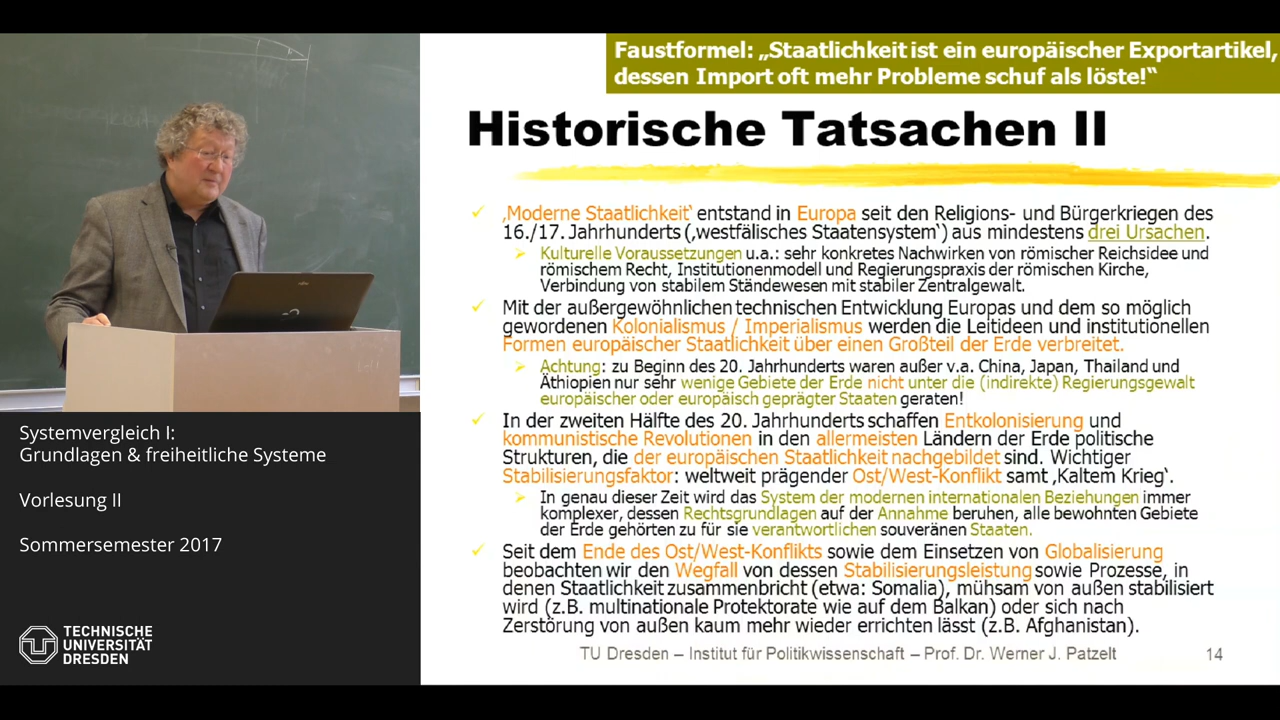 Faustformel: „Staatlichkeit ist ein europäischer Exportartikel,
dessen Import oft mehr Probleme schuf als löste!“
Historische Tatsachen II
‚Moderne Staatlichkeit‘ entstand in Europa seit den Religions- und Bürgerkriegen des
16./17. Jahrhunderts (‚westfälisches Staatensystem‘) aus mindestens drei Ursachen.
Kulturelle Voraussetzungen u.a.: sehr konkretes Nachwirken von römischer Reichsidee und
römischem Recht, Institutionenmodell und Regierungspraxis der römischen Kirche,
Verbindung von stabilem Ständewesen mit stabiler Zentralgewalt.
Mit der außergewöhnlichen technischen Entwicklung Europas und dem so möglich
gewordenen Kolonialismus / Imperialismus werden die Leitideen und institutionellen
Formen europäischer Staatlichkeit über einen Großteil der Erde verbreitet.
Achtung: zu Beginn des 20. Jahrhunderts waren außer v.a. China, Japan, Thailand und
Äthiopien nur sehr wenige Gebiete der Erde nicht unter die (indirekte) Regierungsgewalt
europäischer oder europäisch geprägter Staaten geraten!
In der zweiten Hälfte des 20. Jahrhunderts schaffen Entkolonisierung und
kommunistische Revolutionen in den allermeisten Ländern der Erde politische
Strukturen, die der europäischen Staatlichkeit nachgebildet sind. Wichtiger
Stabilisierungsfaktor: weltweit prägender Ost/West-Konflikt samt ‚Kaltem Krieg‘.
In genau dieser Zeit wird das System der modernen internationalen Beziehungen immer
komplexer, dessen Rechtsgrundlagen auf der Annahme beruhen, alle bewohnten Gebiete
der Erde gehörten zu für sie verantwortlichen souveränen Staaten.
Seit dem Ende des Ost/West-Konflikts sowie dem Einsetzen von Globalisierung
beobachten wir den Wegfall von dessen Stabilisierungsleistung sowie Prozesse, in
denen Staatlichkeit zusammenbricht (etwa: Somalia), mühsam von außen stabilisiert
wird (z.B. multinationale Protektorate wie auf dem Balkan) oder sich nach
Zerstörung von außen kaum mehr wieder errichten lässt (z.B. Afghanistan).
TU Dresden – Institut für Politikwissenschaft – Prof. Dr. Werner J. Patzelt 14
Systemvergleich I:
Grundlagen & freiheitliche Systeme
Vorlesung II
Sommersemester 2017
TECHNISCHE
UNIVERSITÄT
DRESDEN